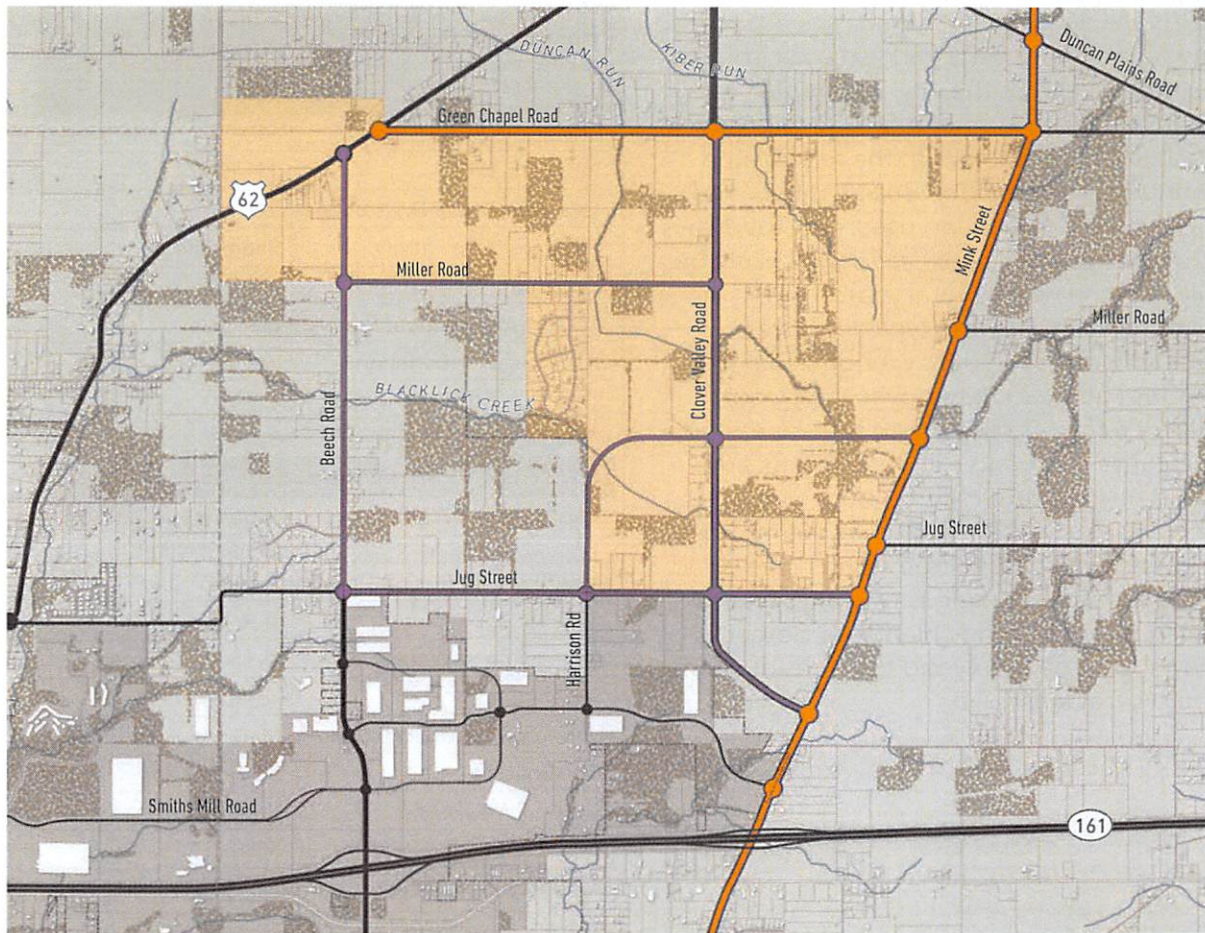 DUNCAN RUN
KIBER RUN
Duncan Plains Road
Green Chapel Road
62
Mink Street
Miller Road
Clover Valley Road
Miller Road
BLACKLICK CREEK
Beech Road
Jug Street
Jug Street
Harrison Rd
Smiths Mill Road
161